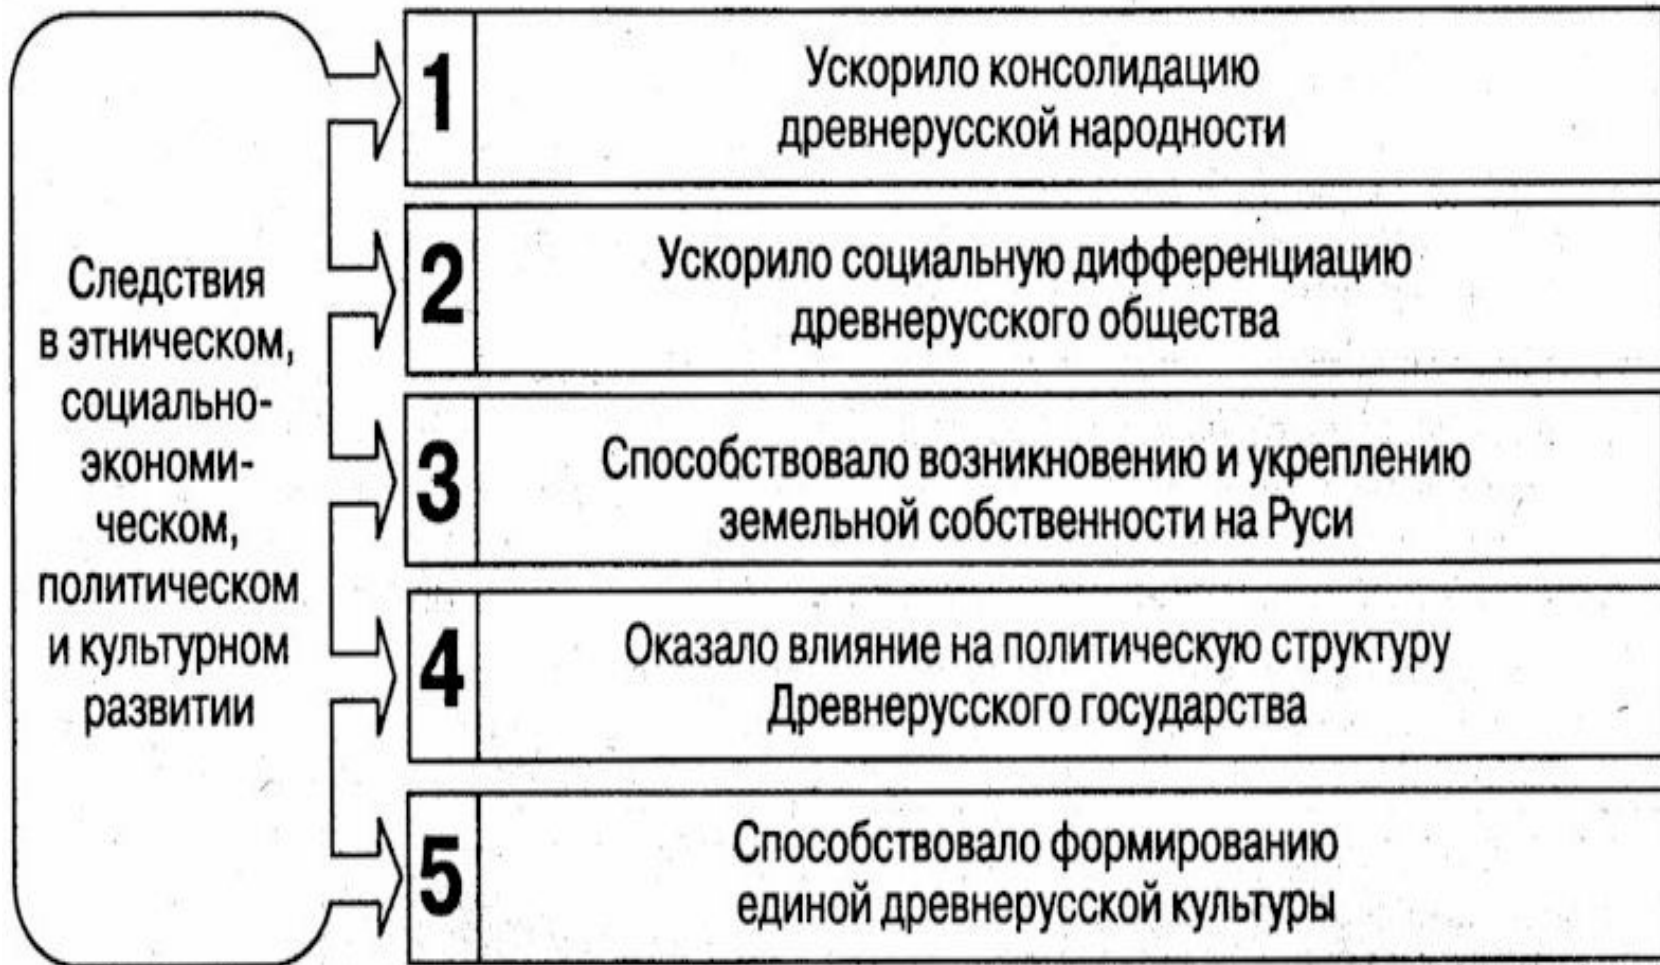 Следствия
в этническом,
социально-
экономи-
ческом,
политическом
и культурном
развитии
1
Ускорило консолидацию
древнерусской народности
2
Ускорило социальную дифференциацию
древнерусского общества
3
Способствовало возникновению и укреплению
земельной собственности на Руси
4
Оказало влияние на политическую структуру
Древнерусского государства
5
Способствовало формированию
единой древнерусской культуры